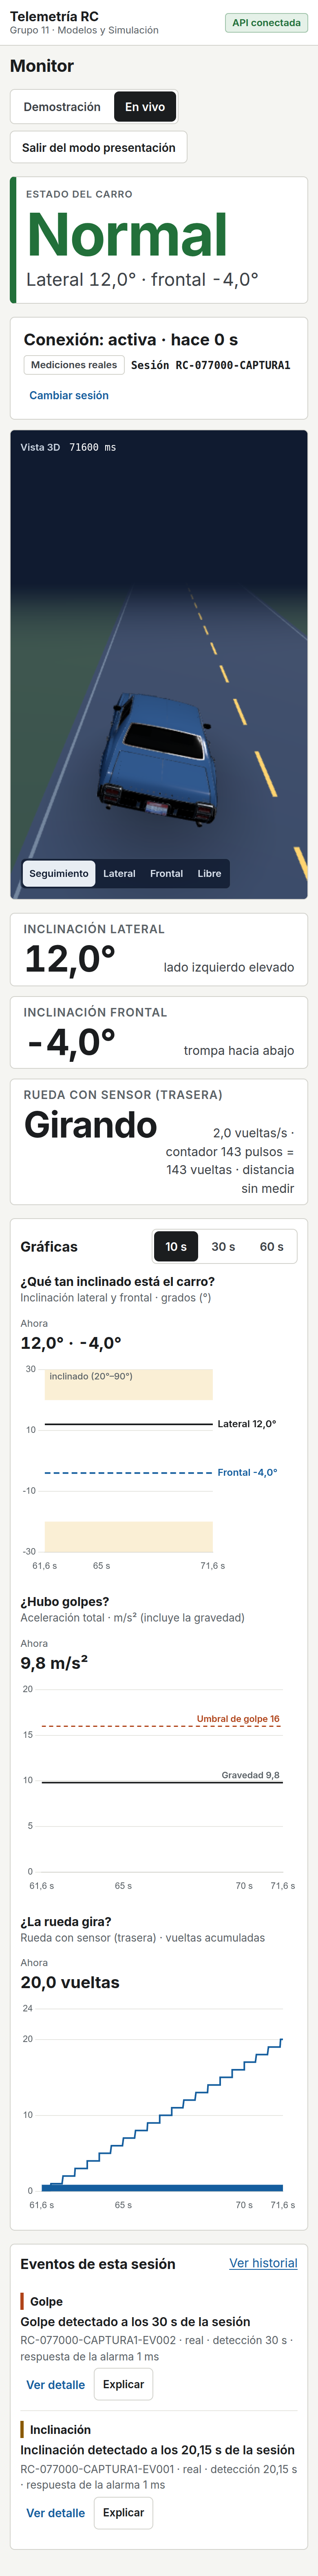 Telemetría RC
Grupo 11 · Modelos y Simulación
API conectada
Monitor
Demostración
En vivo
Salir del modo presentación
ESTADO DEL CARRO
Normal
Lateral 12,0° · frontal -4,0°
Conexión: activa · hace 0 s
Mediciones reales
Sesión RC-077000-CAPTURA1
Cambiar sesión
Vista 3D 71600 ms
Seguimiento
Lateral
Frontal
Libre
INCLINACIÓN LATERAL
12,0°
lado izquierdo elevado
INCLINACIÓN FRONTAL
-4,0°
trompa hacia abajo
RUEDA CON SENSOR (TRASERA)
Girando
2,0 vueltas/s ·
contador 143 pulsos =
143 vueltas · distancia
sin medir
Gráficas
10 s
30 s
60 s
¿Qué tan inclinado está el carro?
Inclinación lateral y frontal · grados (°)
Ahora
12,0° · -4,0°
30
inclinado (20°–90°)
Lateral 12,0°
10
Frontal -4,0°
-10
-30
61,6 s
65 s
71,6 s
¿Hubo golpes?
Aceleración total · m/s² (incluye la gravedad)
Ahora
9,8 m/s²
20
Umbral de golpe 16
15
Gravedad 9,8
10
5
0
61,6 s
65 s
70 s
71,6 s
¿La rueda gira?
Rueda con sensor (trasera) · vueltas acumuladas
Ahora
20,0 vueltas
24
20
10
0
61,6 s
65 s
70 s
71,6 s
Eventos de esta sesión
Ver historial
Golpe
Golpe detectado a los 30 s de la sesión
RC-077000-CAPTURA1-EV002 · real · detección 30 s ·
respuesta de la alarma 1 ms
Ver detalle
Explicar
Inclinación
Inclinación detectado a los 20,15 s de la sesión
RC-077000-CAPTURA1-EV001 · real · detección 20,15 s
· respuesta de la alarma 1 ms
Ver detalle
Explicar